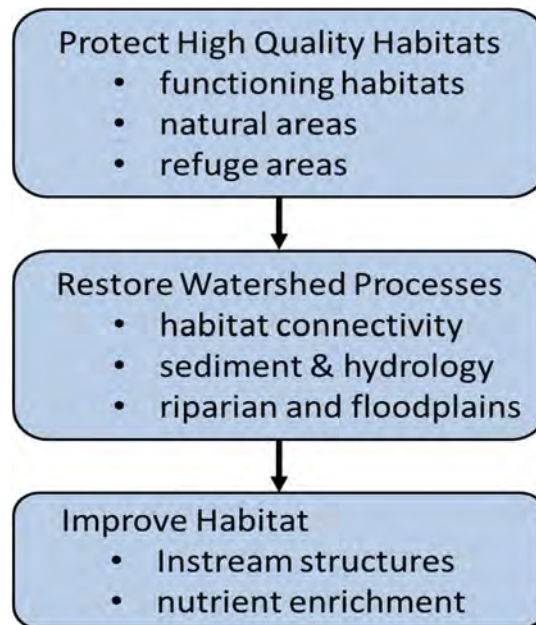 Protect High Quality Habitats
• functioning habitats
• natural areas
• refuge areas
Restore Watershed Processes
• habitat connectivity
• sediment & hydrology
• riparian and floodplains
Improve Habitat
• Instream structures
• nutrient enrichment